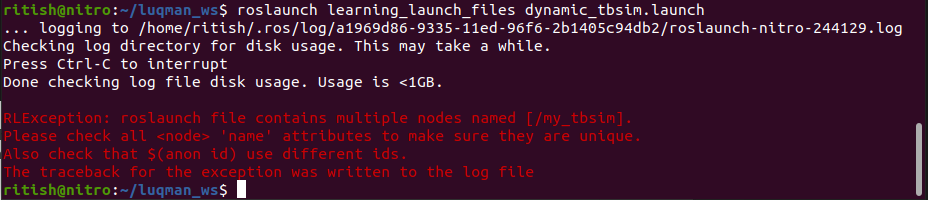 ritish@nitro:~/luqman_ws$ roslaunch learning_launch_files dynamic_tbsim.launch
... logging to /home/ritish/.ros/log/a1969d86-9335-11ed-96f6-2b1405c94db2/roslaunch-nitro-244129.log
Checking log directory for disk usage. This may take a while.
Press Ctrl-C to interrupt
Done checking log file disk usage. Usage is <1GB.
RLException: roslaunch file contains multiple nodes named [/my_tbsim].
Please check all <node> 'name' attributes to make sure they are unique.
Also check that $(anon id) use different ids.
The traceback for the exception was written to the log file
ritish@nitro:~/luqman_ws$